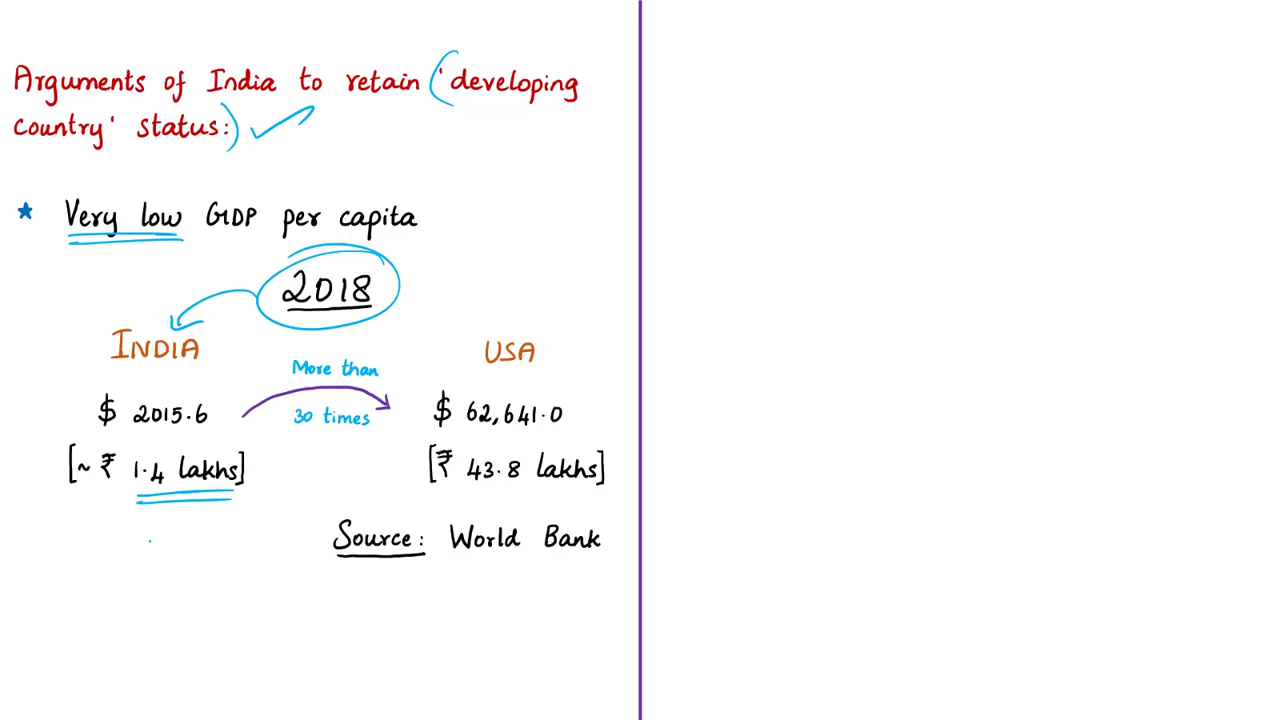 Arguments of India to retain 'developing
country' status:
★ Very low GDP per capita
2018
INDIA
USA
More than
30 times
$ 2015.6
$ 62,641.0
[~ ₹ 1.4 lakhs]
[₹ 43.8 lakhs]
Source: World Bank